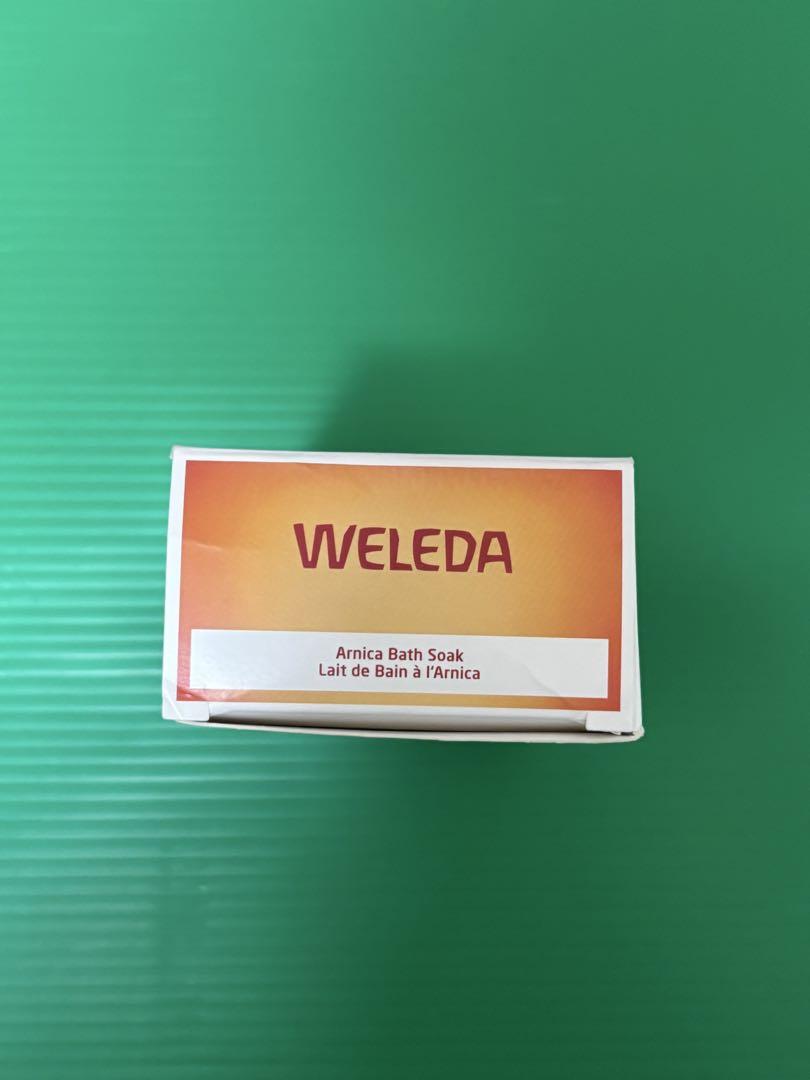 WELEDA
Arnica Bath Soak
Lait de Bain à l'Arnica